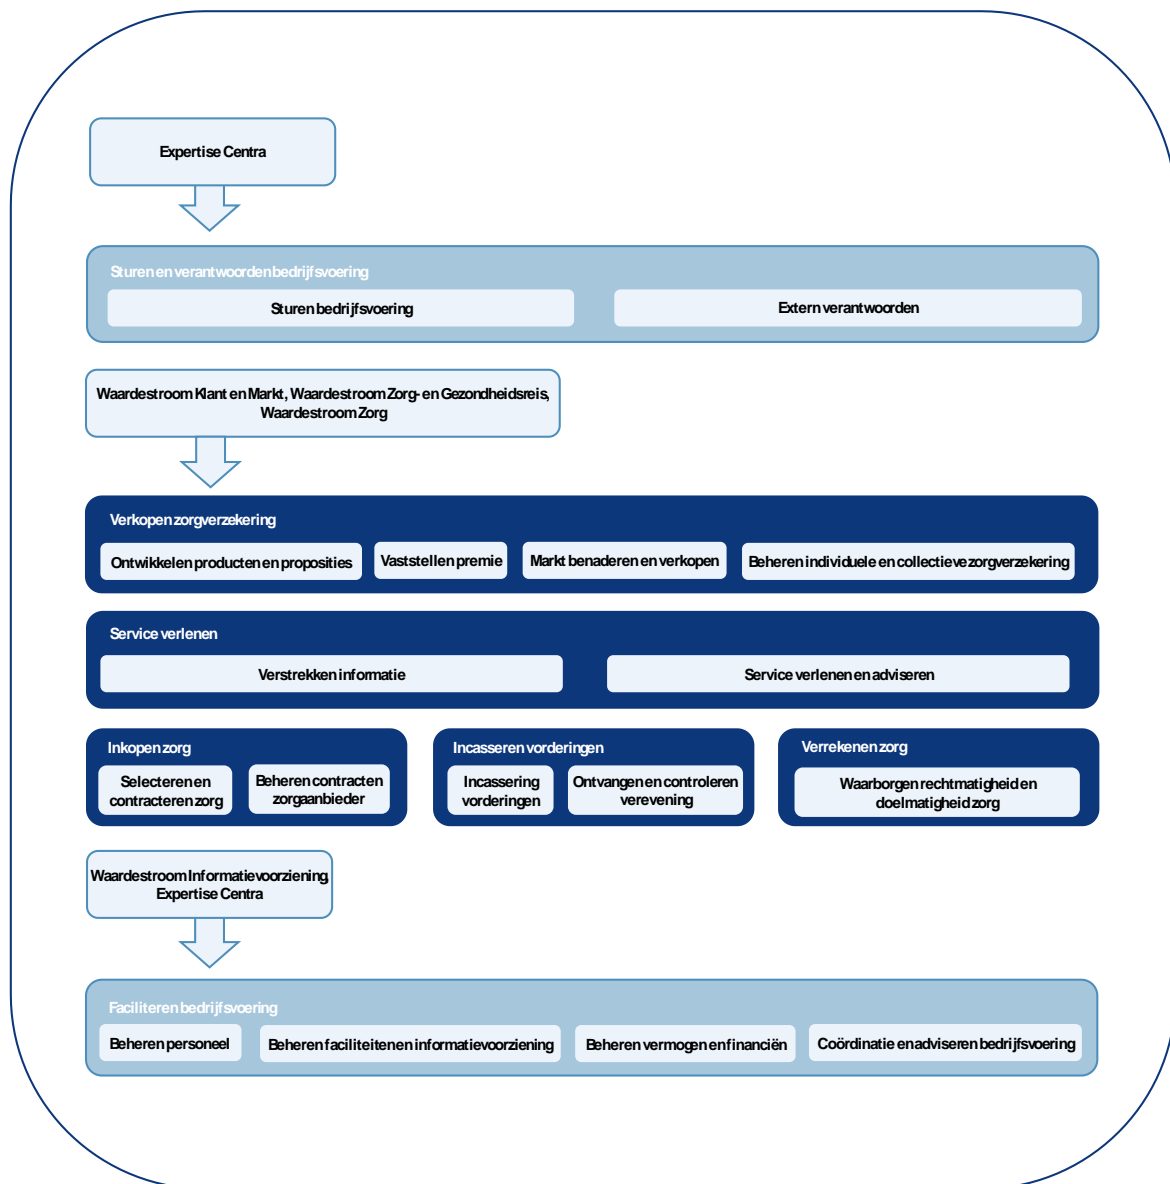 Expertise Centra
Sturen en verantwoorden bedrijfsvoering
Sturen bedrijfsvoering
Extern verantwoorden
Waardestroom Klant en Markt, Waardestroom Zorg- en Gezondheidsreis,
Waardestroom Zorg
Verkopen zorgverzekering
Ontwikkelen producten en proposities
Vaststellen premie
Markt benaderen en verkopen
Beheren individuele en collectieve zorgverzekering
Service verlenen
Verstrekken informatie
Service verlenen en adviseren
Inkopen zorg
Selecteren en
contracteren zorg
Beheren contracten
zorgaanbieder
Incasseren vorderingen
Incassering
vorderingen
Ontvangen en controleren
verevening
Verrekenen zorg
Waarborgen rechtmatigheid en
doelmatigheid zorg
Waardestroom Informatievoorziening,
Expertise Centra
Faciliteren bedrijfsvoering
Beheren personeel
Beheren faciliteiten en informatievoorziening
Beheren vermogen en financiën
Coördinatie en adviseren bedrijfsvoering